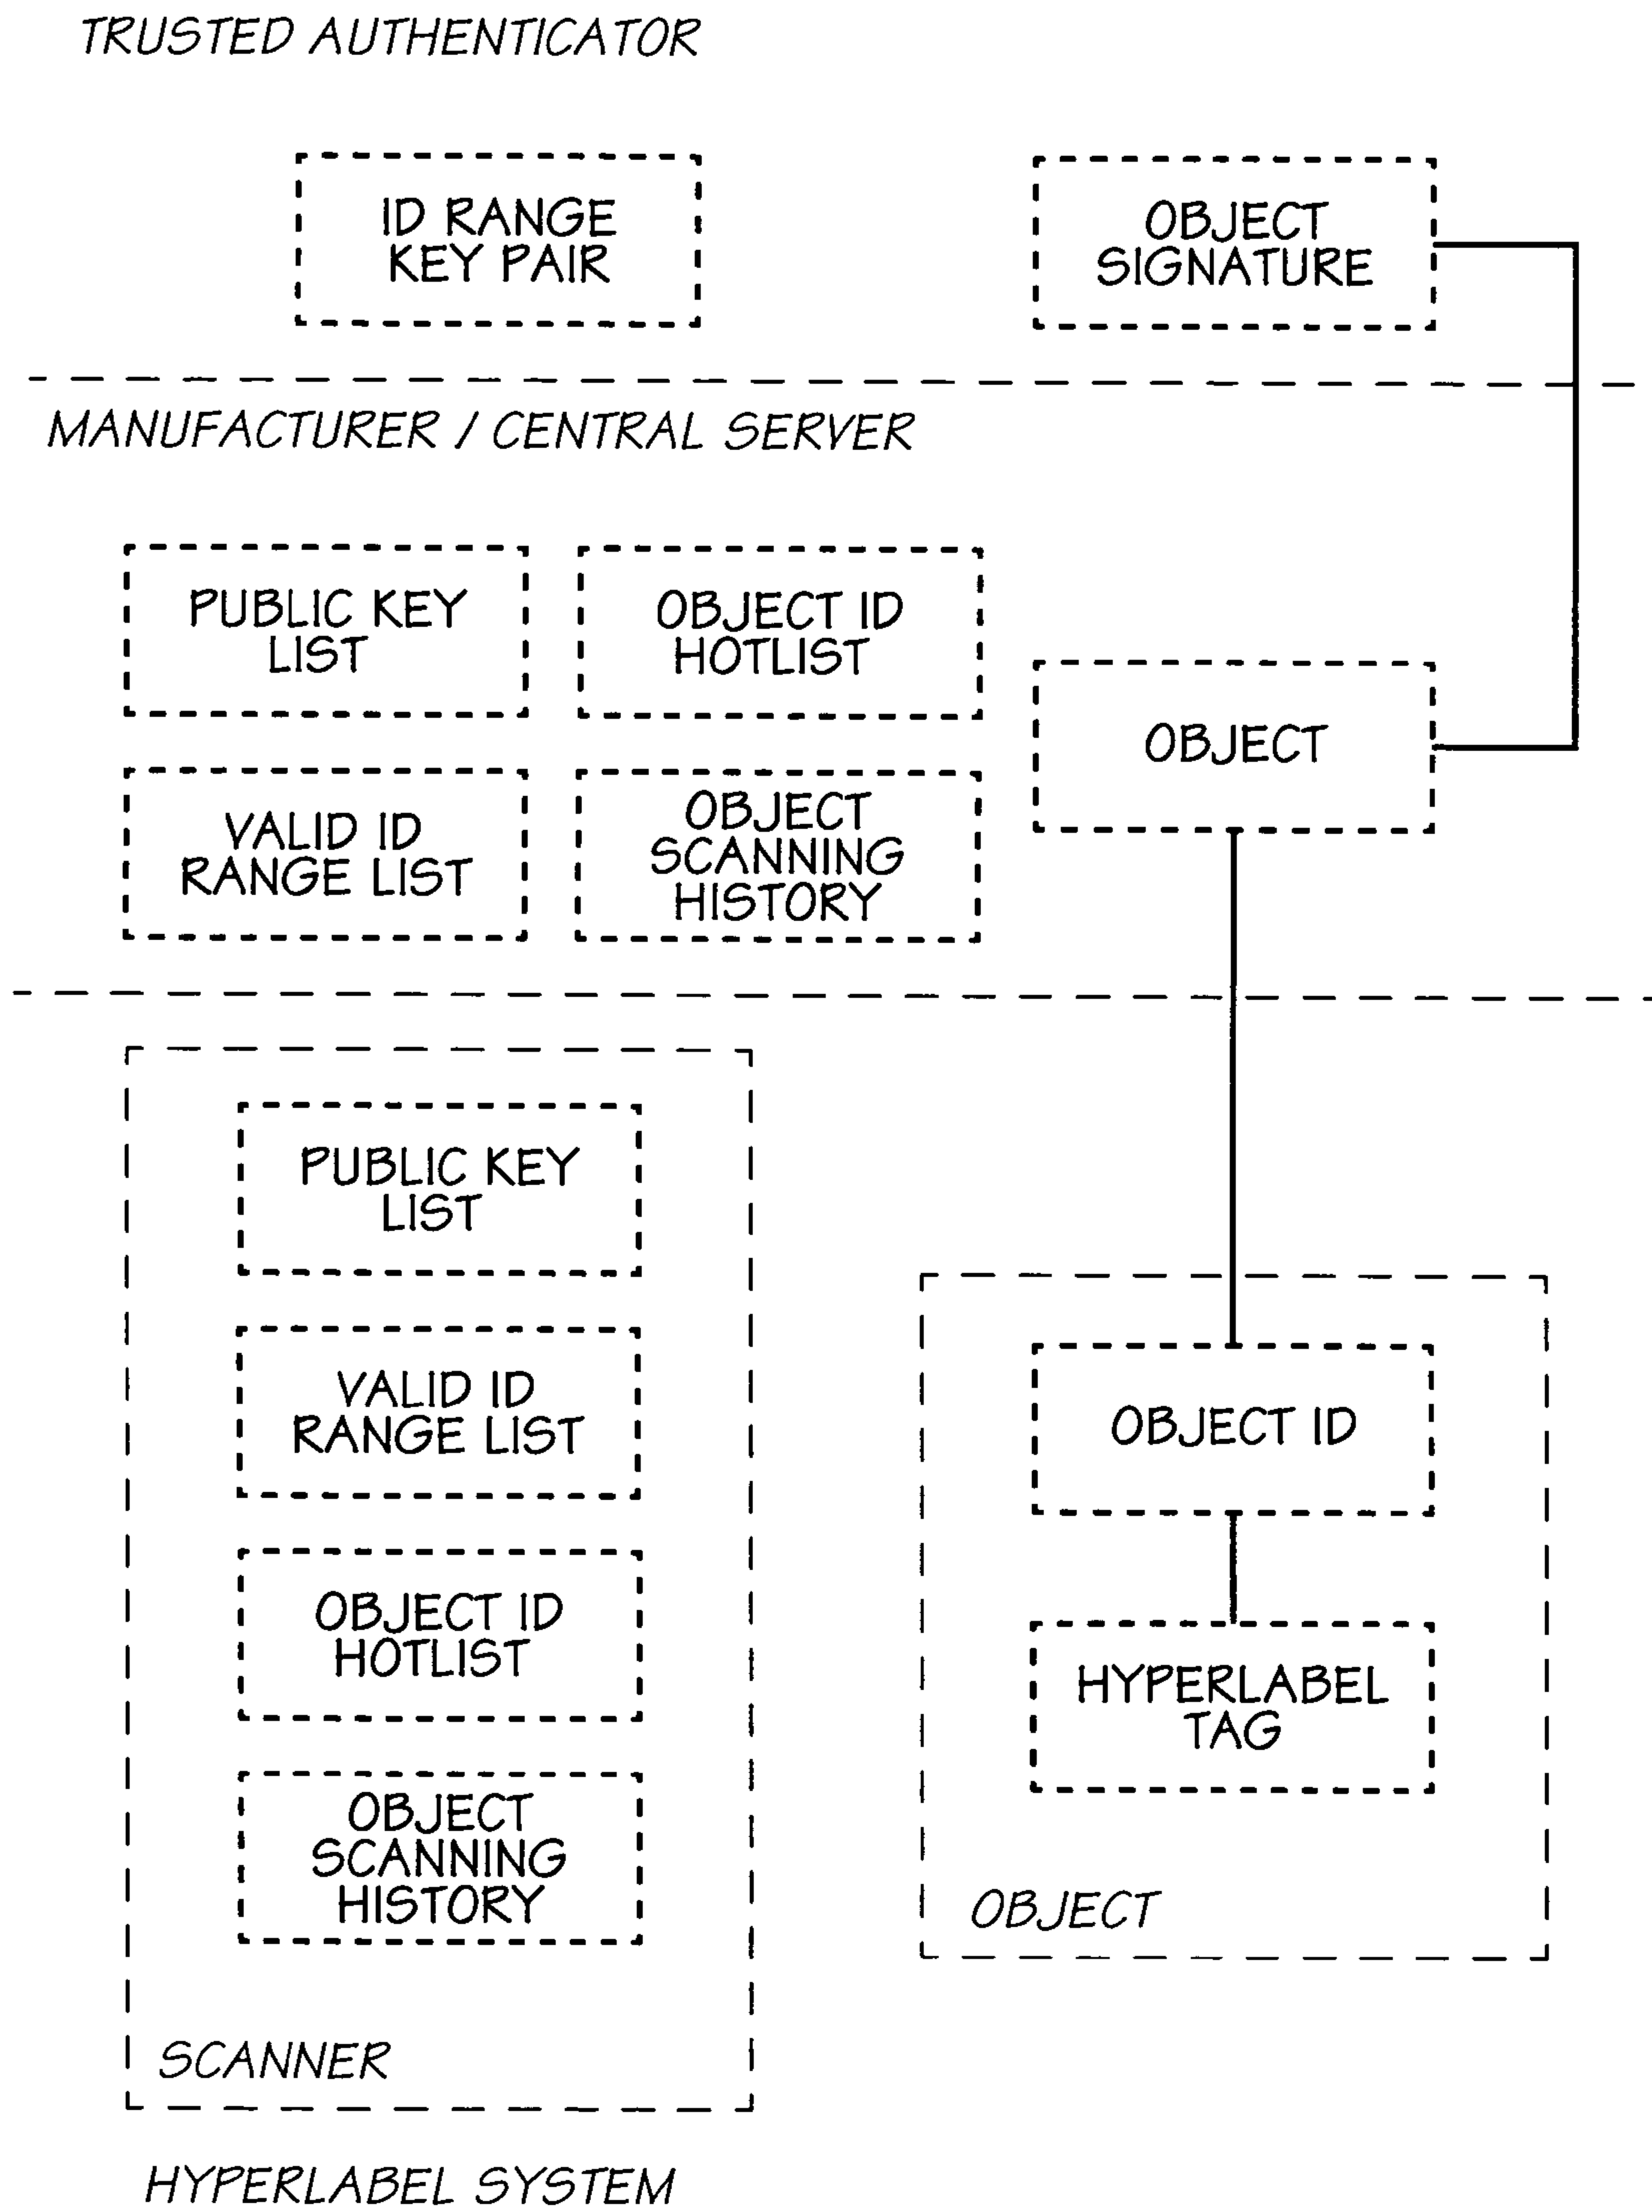 TRUSTED AUTHENTICATOR
ID RANGE
KEY PAIR
OBJECT
SIGNATURE
MANUFACTURER / CENTRAL SERVER
PUBLIC KEY
LIST
OBJECT ID
HOTLIST
OBJECT
VALID ID
RANGE LIST
OBJECT
SCANNING
HISTORY
PUBLIC KEY
LIST
VALID ID
RANGE LIST
OBJECT ID
HOTLIST
OBJECT
SCANNING
HISTORY
SCANNER
OBJECT ID
HYPERLABEL
TAG
OBJECT
HYPERLABEL SYSTEM